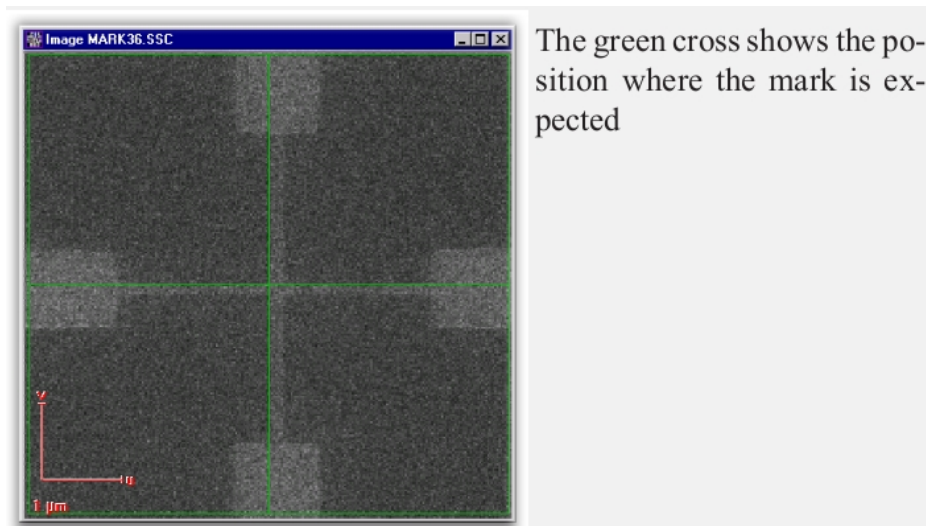 Image MARK36.SSC
The green cross shows the po-
sition where the mark is ex-
pected
v
u
1 µm